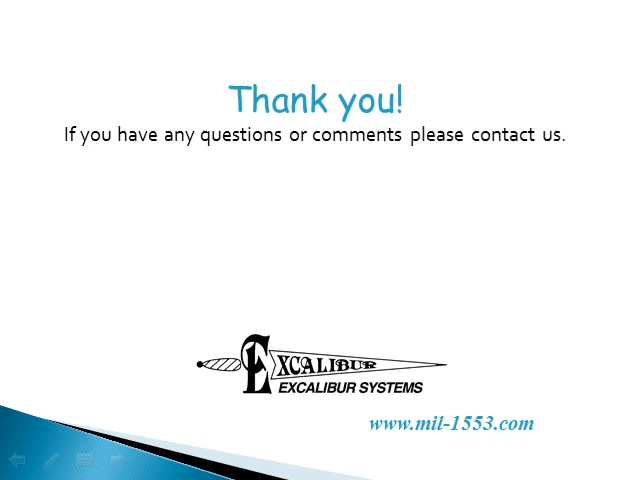 Thank you!
If you have any questions or comments please contact us.
EXCALIBUR
EXCALIBUR SYSTEMS
www.mil-1553.com